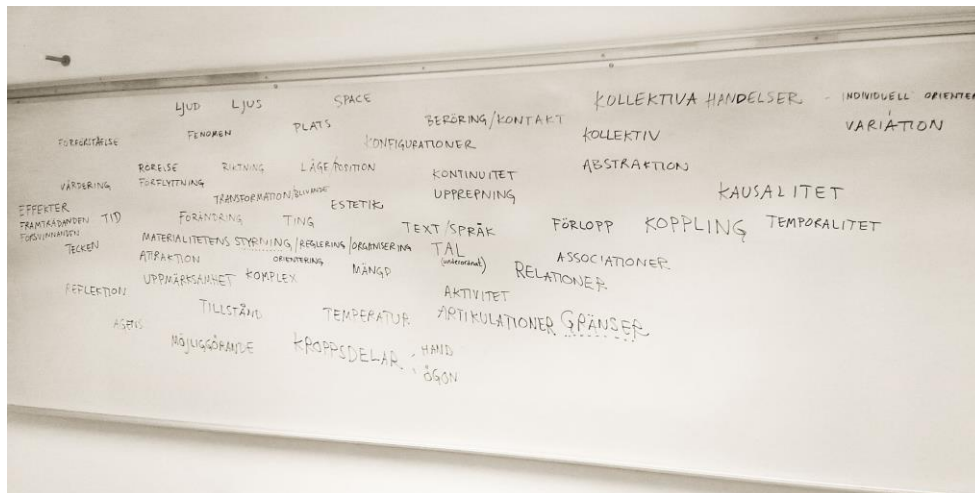 LJUD LJUS SPACE KOLLEKTIVA HÄNDELSER - INDIVIDUELL ORIENTER
FÖRFÖRSTÅELSE FENOMEN PLATS BERÖRING/KONTAKT KOLLEKTIV VARIATION
KONFIGURATIONER
RÖRELSE RIKTNING LÄGE/POSITION KONTINUITET ABSTRAKTION
VÄRDERING FÖRFLYTTNING
TRANSFORMATION/BLIVANDE UPPREPNING KAUSALITET
EFFEKTER ESTETIK
FRAMTRÄDANDEN TID FÖRÄNDRING TING TEXT/SPRÅK FÖRLOPP KOPPLING TEMPORALITET
FÖRSVINNANDEN
TECKEN MATERIALITETENS STYRNING/REGLERING/ORGANISERING TAL
ATTRAKTION ORIENTERING (underordnat) ASSOCIATIONER
UPPMÄRKSAMHET KOMPLEX MÄNGD RELATIONER
REFLEKTION AKTIVITET
TILLSTÅND TEMPERATUR ARTIKULATIONER GRÄNSER
AGENS
MÖJLIGGÖRANDE KROPPSDELAR: HAND
ÖGON